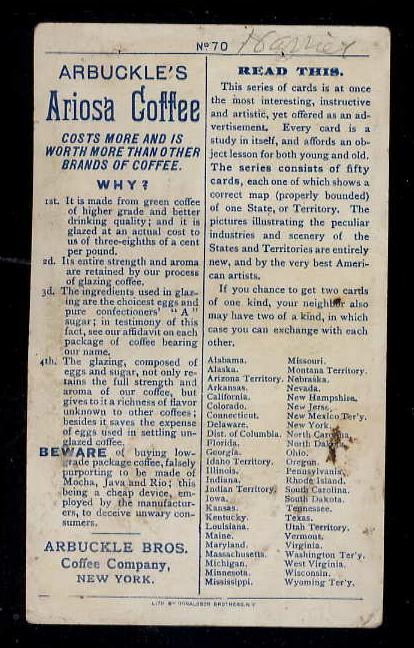 No 70
ARBUCKLE'S
Ariosa Coffee
COSTS MORE AND IS
WORTH MORE THAN OTHER
BRANDS OF COFFEE.
WHY?
1st. It is made from green coffee
of higher grade and better
drinking quality; and it is
glazed at an actual cost to
us of three-eighths of a cent
per pound.
2d. Its entire strength and aroma
are retained by our process
of glazing coffee.
3d. The ingredients used in glaz-
ing are the choicest eggs and
pure confectioners' "A"
sugar; in testimony of this
fact, see our affidavit on each
package of coffee bearing
our name.
4th. The glazing, composed of
eggs and sugar, not only re-
tains the full strength and
aroma of our coffee, but
gives to it a richness of flavor
unknown to other coffees;
besides it saves the expense
of eggs used in settling un-
glazed coffee.
BEWARE of buying low-
grade package coffee, falsely
purporting to be made of
Mocha, Java and Rio; this
being a cheap device, em-
ployed by the manufactur-
ers, to deceive unwary con-
sumers.
ARBUCKLE BROS.
Coffee Company,
NEW YORK.
READ THIS.
This series of cards is at once
the most interesting, instructive
and artistic, yet offered as an ad-
vertisement. Every card is a
study in itself, and affords an ob-
ject lesson for both young and old.
The series consists of fifty
cards, each one of which shows a
correct map (properly bounded)
of one State, or Territory. The
pictures illustrating the peculiar
industries and scenery of the
States and Territories are entirely
new, and by the very best Ameri-
can artists.
If you chance to get two cards
of one kind, your neighbor also
may have two of a kind, in which
case you can exchange with each
other.
Alabama.
Alaska.
Arizona Territory.
Arkansas.
California.
Colorado.
Connecticut.
Delaware.
Dist. of Columbia.
Florida.
Georgia.
Idaho Territory.
Illinois.
Indiana.
Indian Territory.
Iowa.
Kansas.
Kentucky.
Louisiana.
Maine.
Maryland.
Massachusetts.
Michigan.
Minnesota.
Mississippi.
Missouri.
Montana Territory.
Nebraska.
Nevada.
New Hampshire.
New Jersey.
New Mexico Ter'y.
New York.
North Carolina.
North Dakota.
Ohio.
Oregon.
Pennsylvania.
Rhode Island.
South Carolina.
South Dakota.
Tennessee.
Texas.
Utah Territory.
Vermont.
Virginia.
Washington Ter'y.
West Virginia.
Wisconsin.
Wyoming Ter'y.
LITH. BY DONALDSON BROTHERS, N.Y.